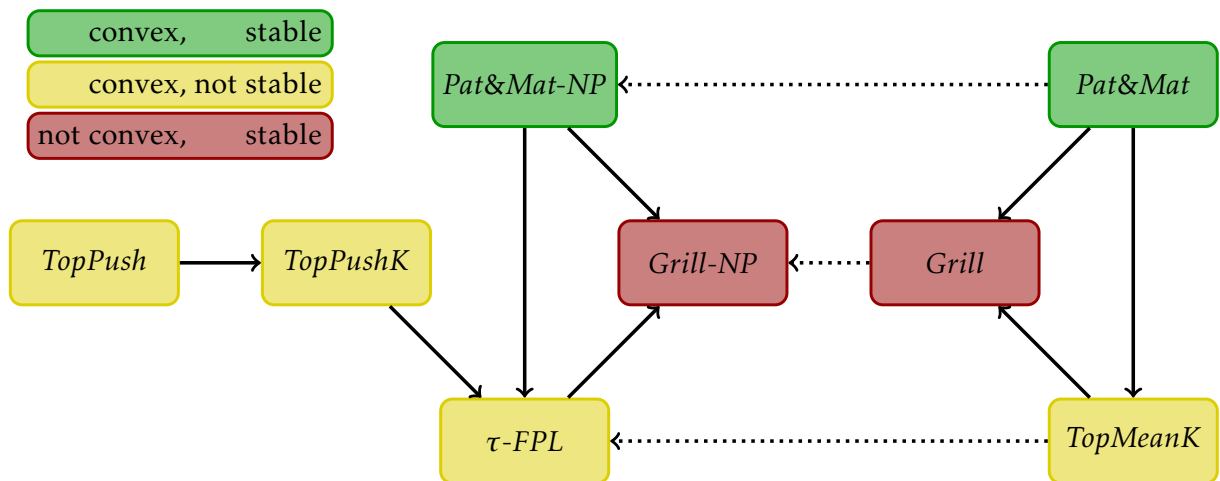 convex, stable
convex, not stable
not convex, stable
Pat&Mat-NP
Pat&Mat
TopPush
TopPushK
Grill-NP
Grill
τ-FPL
TopMeanK